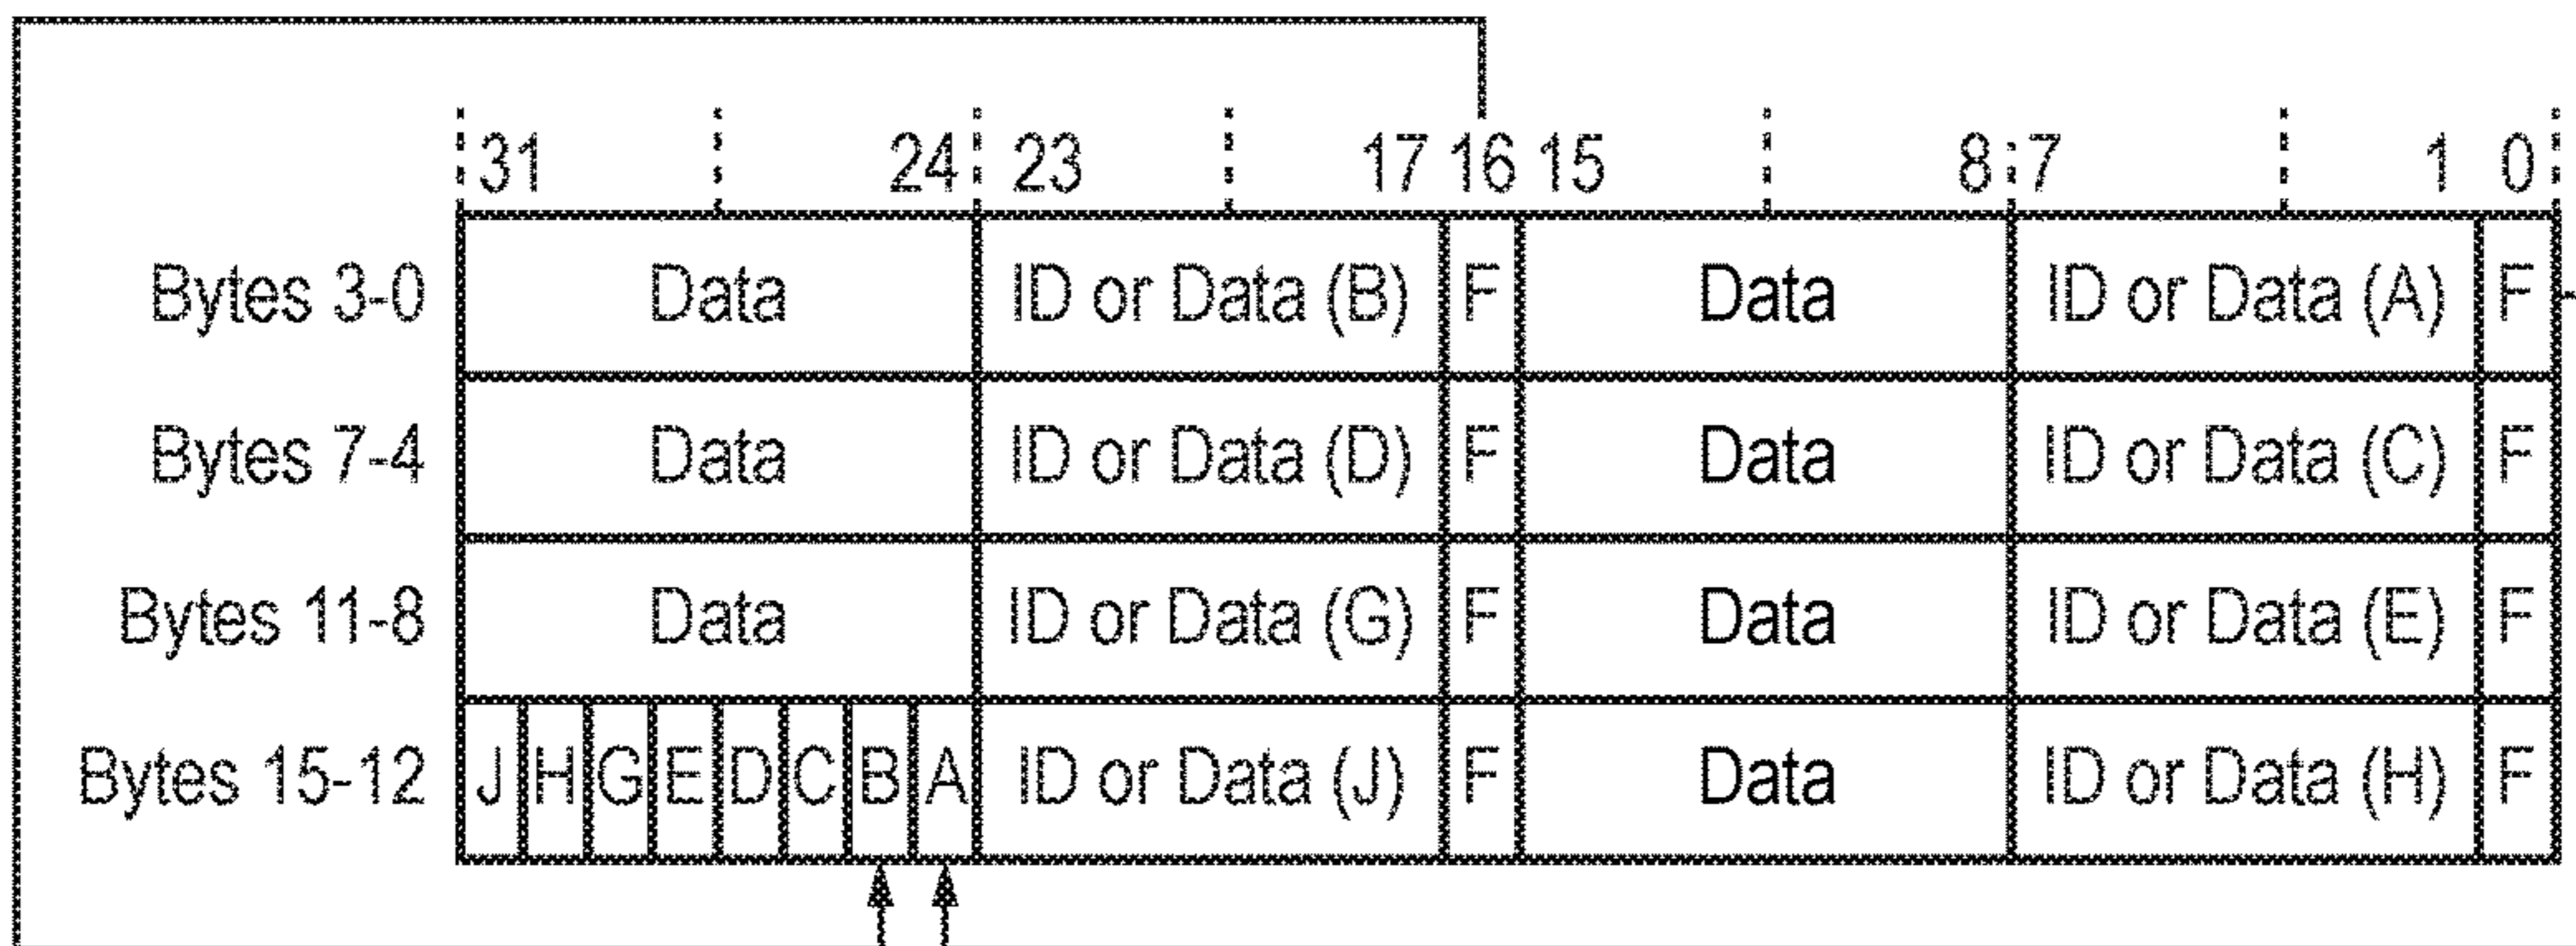 31 24 23 17 16 15 8 7 1 0
Bytes 3-0 Data ID or Data (B) F Data ID or Data (A) F
Bytes 7-4 Data ID or Data (D) F Data ID or Data (C) F
Bytes 11-8 Data ID or Data (G) F Data ID or Data (E) F
Bytes 15-12 J H G E D C B A ID or Data (J) F Data ID or Data (H) F